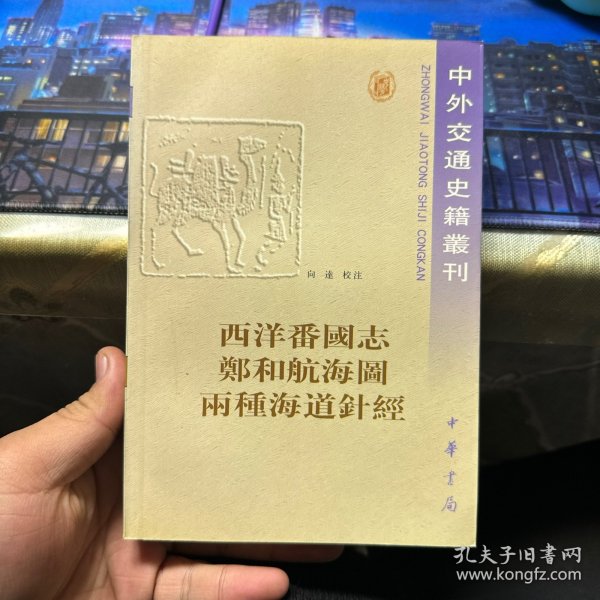 中外交通史籍叢刊
ZHONGWAI JIAOTONG SHIJI CONGKAN
向達 校注
西洋番國志
鄭和航海圖
兩種海道針經
中華書局
孔夫子旧书网
www.kongfz.com